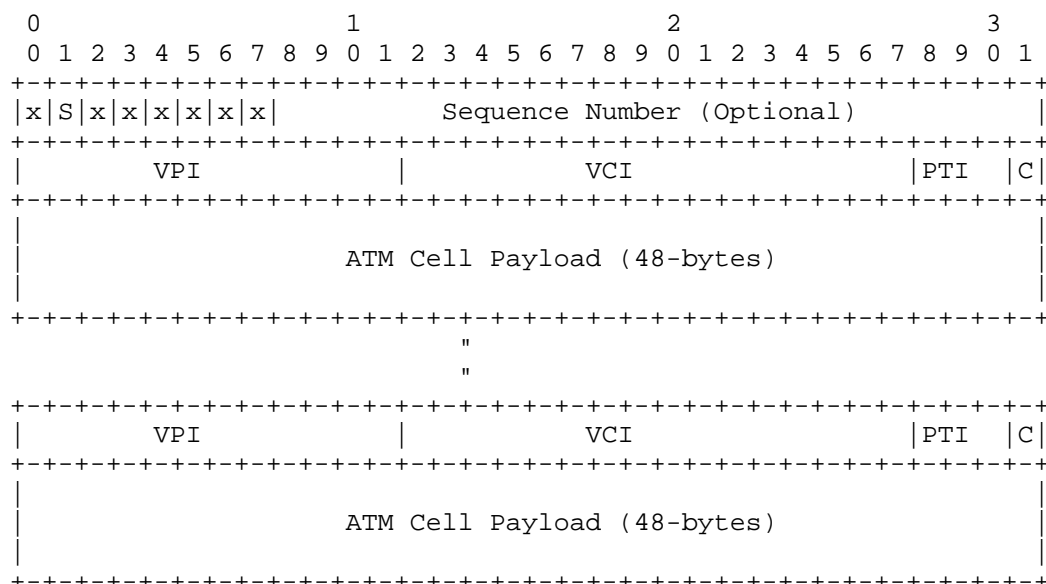 0                   1                   2                   3
 0 1 2 3 4 5 6 7 8 9 0 1 2 3 4 5 6 7 8 9 0 1 2 3 4 5 6 7 8 9 0 1
+-+-+-+-+-+-+-+-+-+-+-+-+-+-+-+-+-+-+-+-+-+-+-+-+-+-+-+-+-+-+-+-+
|x|S|x|x|x|x|x|x|          Sequence Number (Optional)           |
+-+-+-+-+-+-+-+-+-+-+-+-+-+-+-+-+-+-+-+-+-+-+-+-+-+-+-+-+-+-+-+-+
|        VPI            |           VCI                 |PTI  |C|
+-+-+-+-+-+-+-+-+-+-+-+-+-+-+-+-+-+-+-+-+-+-+-+-+-+-+-+-+-+-+-+-+
|                                                               |
|                    ATM Cell Payload (48-bytes)                |
|                                                               |
+-+-+-+-+-+-+-+-+-+-+-+-+-+-+-+-+-+-+-+-+-+-+-+-+-+-+-+-+-+-+-+-+
                            "
                            "
+-+-+-+-+-+-+-+-+-+-+-+-+-+-+-+-+-+-+-+-+-+-+-+-+-+-+-+-+-+-+-+-+
|        VPI            |           VCI                 |PTI  |C|
+-+-+-+-+-+-+-+-+-+-+-+-+-+-+-+-+-+-+-+-+-+-+-+-+-+-+-+-+-+-+-+-+
|                                                               |
|                    ATM Cell Payload (48-bytes)                |
|                                                               |
+-+-+-+-+-+-+-+-+-+-+-+-+-+-+-+-+-+-+-+-+-+-+-+-+-+-+-+-+-+-+-+-+